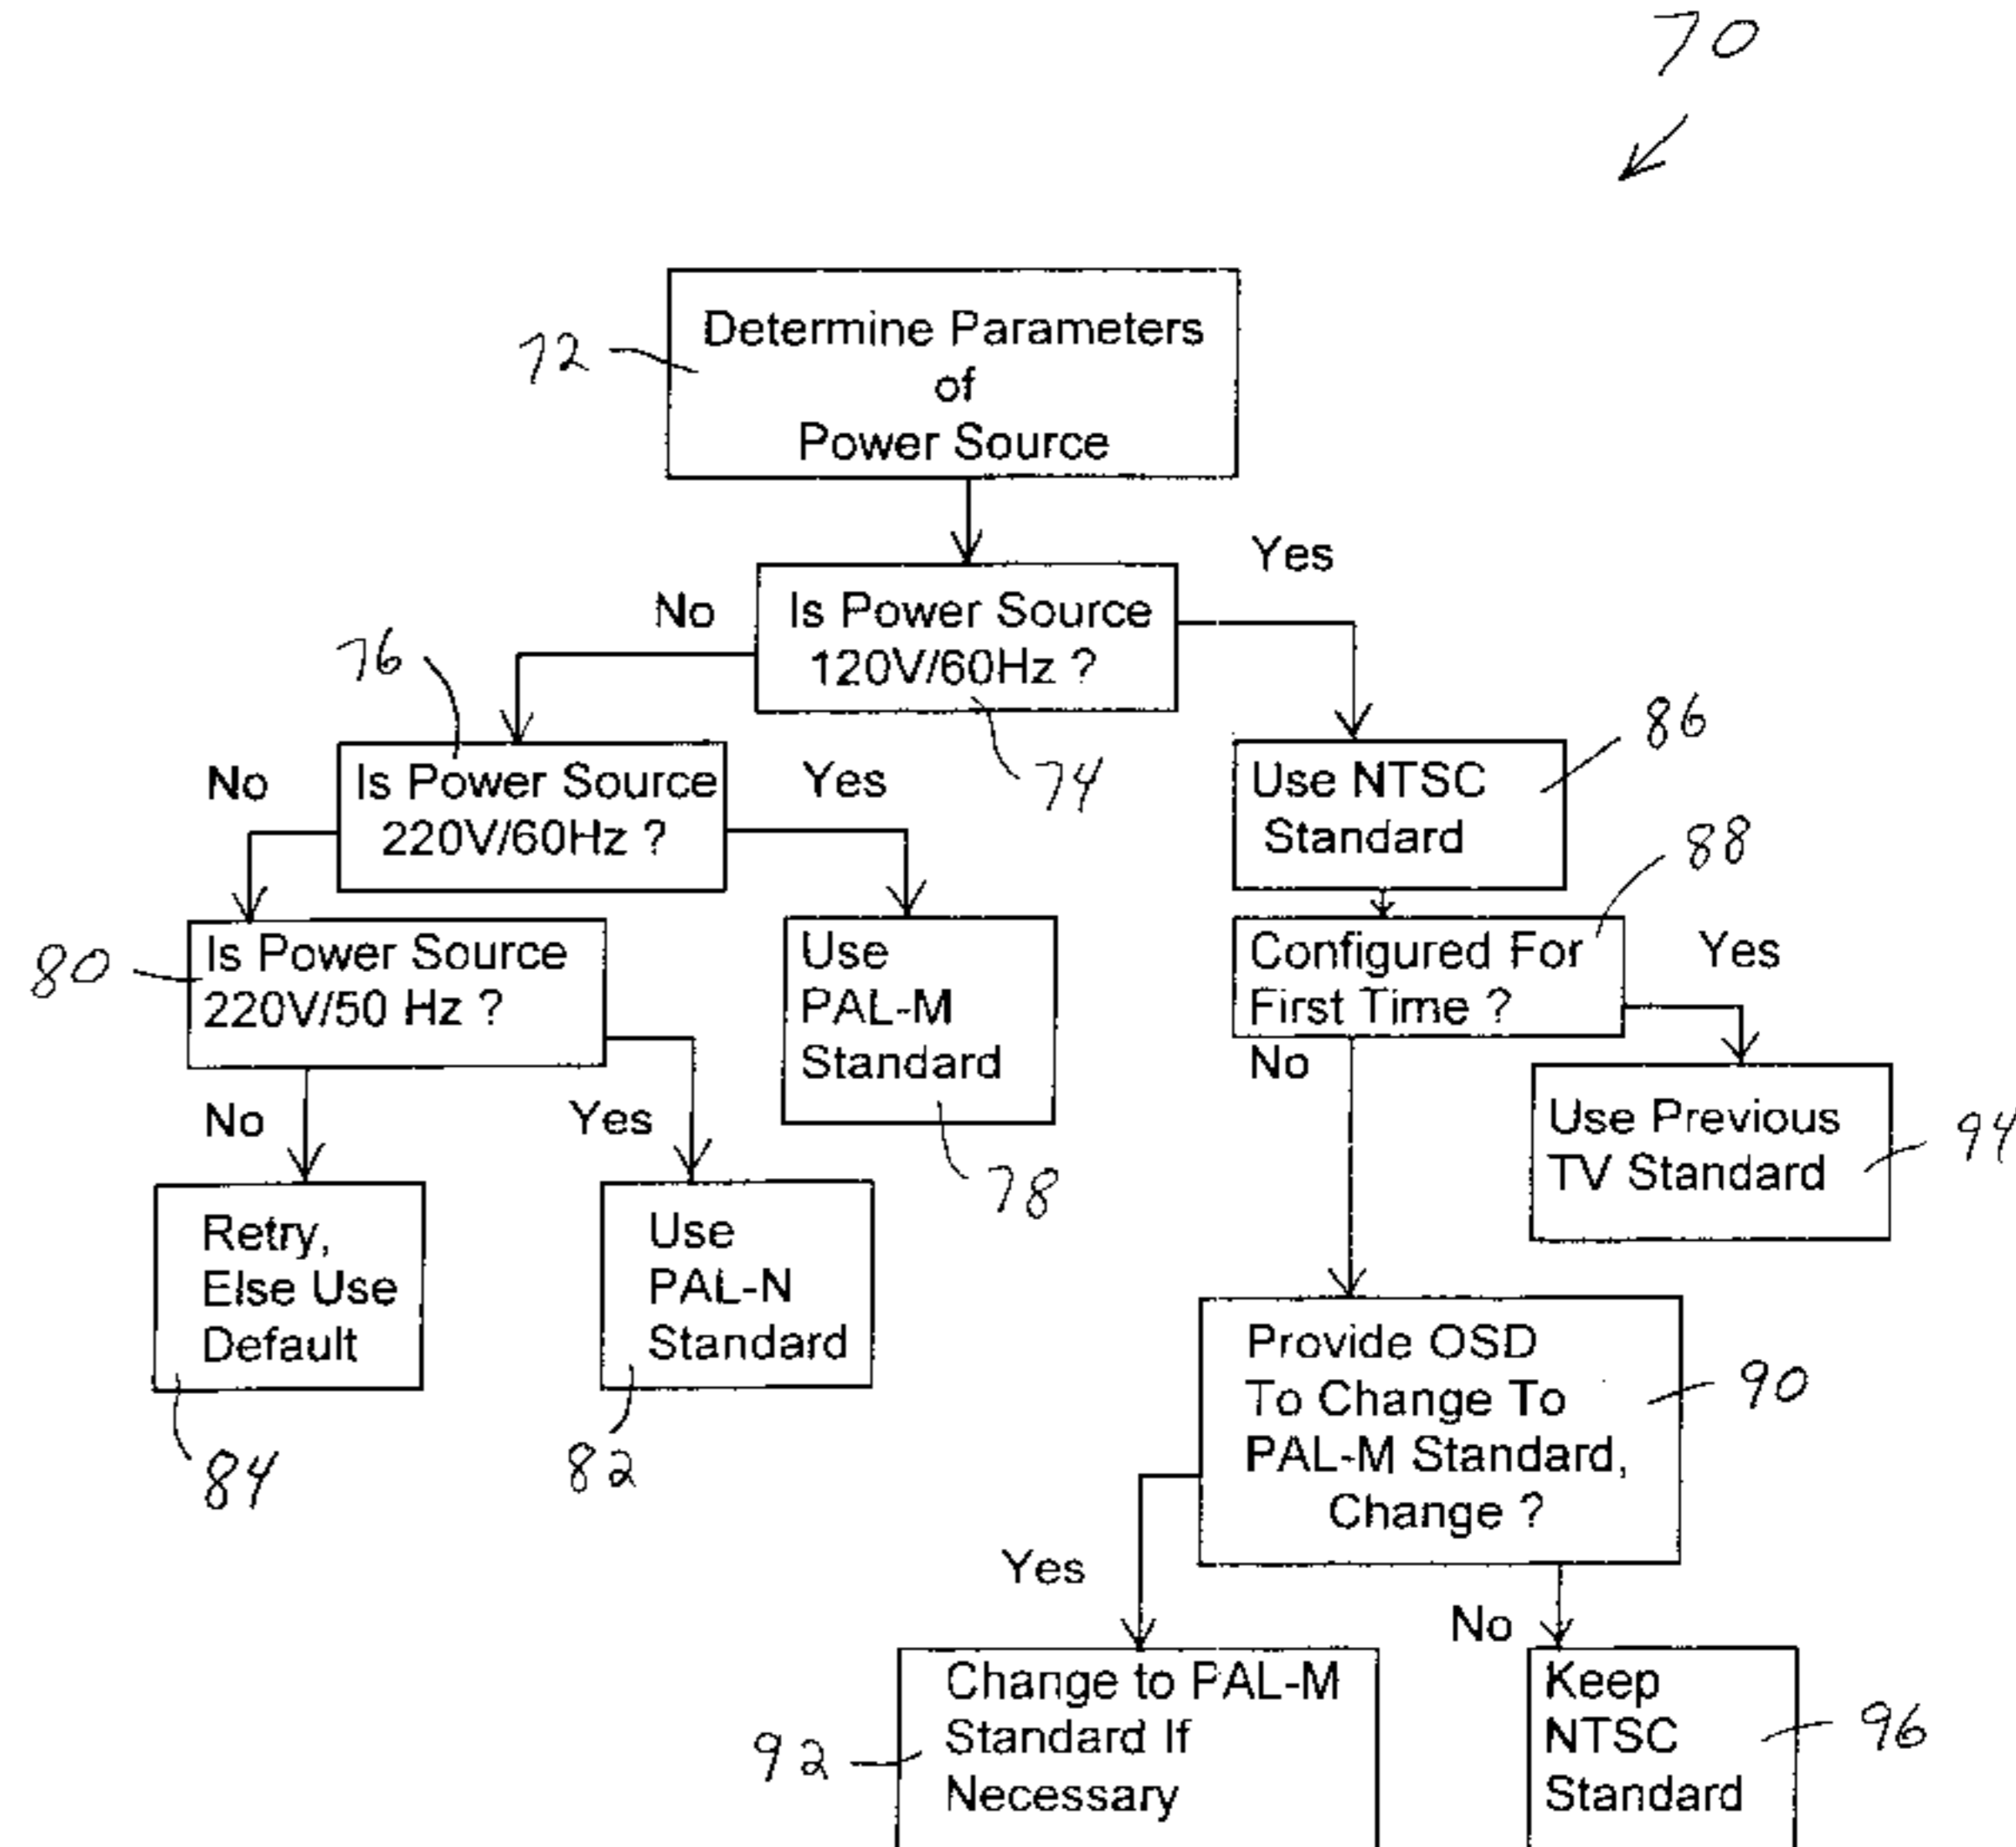 70
72
Determine Parameters
of
Power Source
No
Yes
Is Power Source
120V/60Hz ?
74
76
No
Is Power Source
220V/60Hz ?
Yes
Use NTSC
Standard
86
88
80
Is Power Source
220V/50 Hz ?
Use
PAL-M
Standard
78
Configured For
First Time ?
Yes
No
No
Yes
Use Previous
TV Standard
94
Retry,
Else Use
Default
84
Use
PAL-N
Standard
82
Provide OSD
To Change To
PAL-M Standard,
Change ?
90
Yes
No
92
Change to PAL-M
Standard If
Necessary
Keep
NTSC
Standard
96